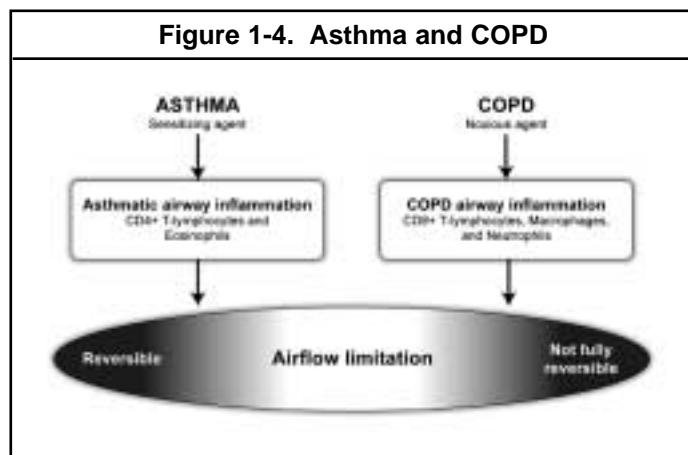 Figure 1-4. Asthma and COPD
ASTHMA
Sensitizing agent
COPD
Noxious agent
Asthmatic airway inflammation
CD4+ T-lymphocytes and
Eosinophils
COPD airway inflammation
CD8+ T-lymphocytes, Macrophages,
and Neutrophils
Reversible
Airflow limitation
Not fully
reversible